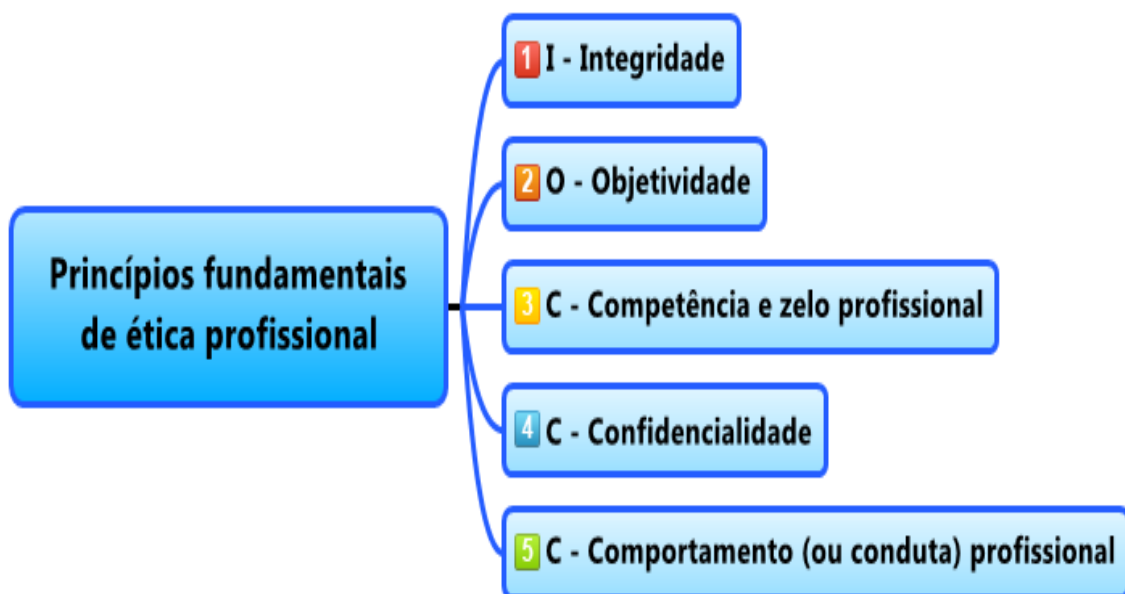 Princípios fundamentais
de ética profissional
1 I - Integridade
2 O - Objetividade
3 C - Competência e zelo profissional
4 C - Confidencialidade
5 C - Comportamento (ou conduta) profissional